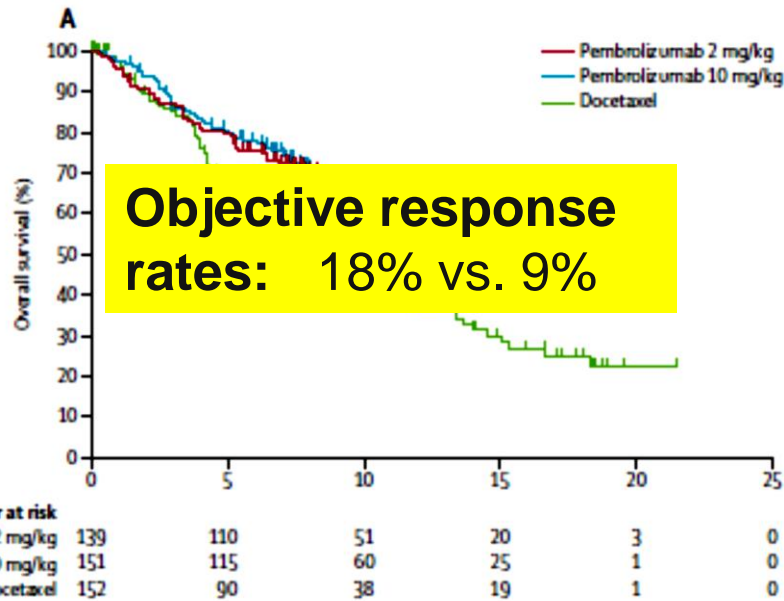 A
Pembrolizumab 2 mg/kg
Pembrolizumab 10 mg/kg
Docetaxel
Overall survival (%)
100
90
80
70
60
50
40
30
20
10
0
Objective response
rates: 18% vs. 9%
0 5 10 15 20 25
at risk
mg/kg 139 110 51 20 3 0
mg/kg 151 115 60 25 1 0
152 90 38 19 1 0